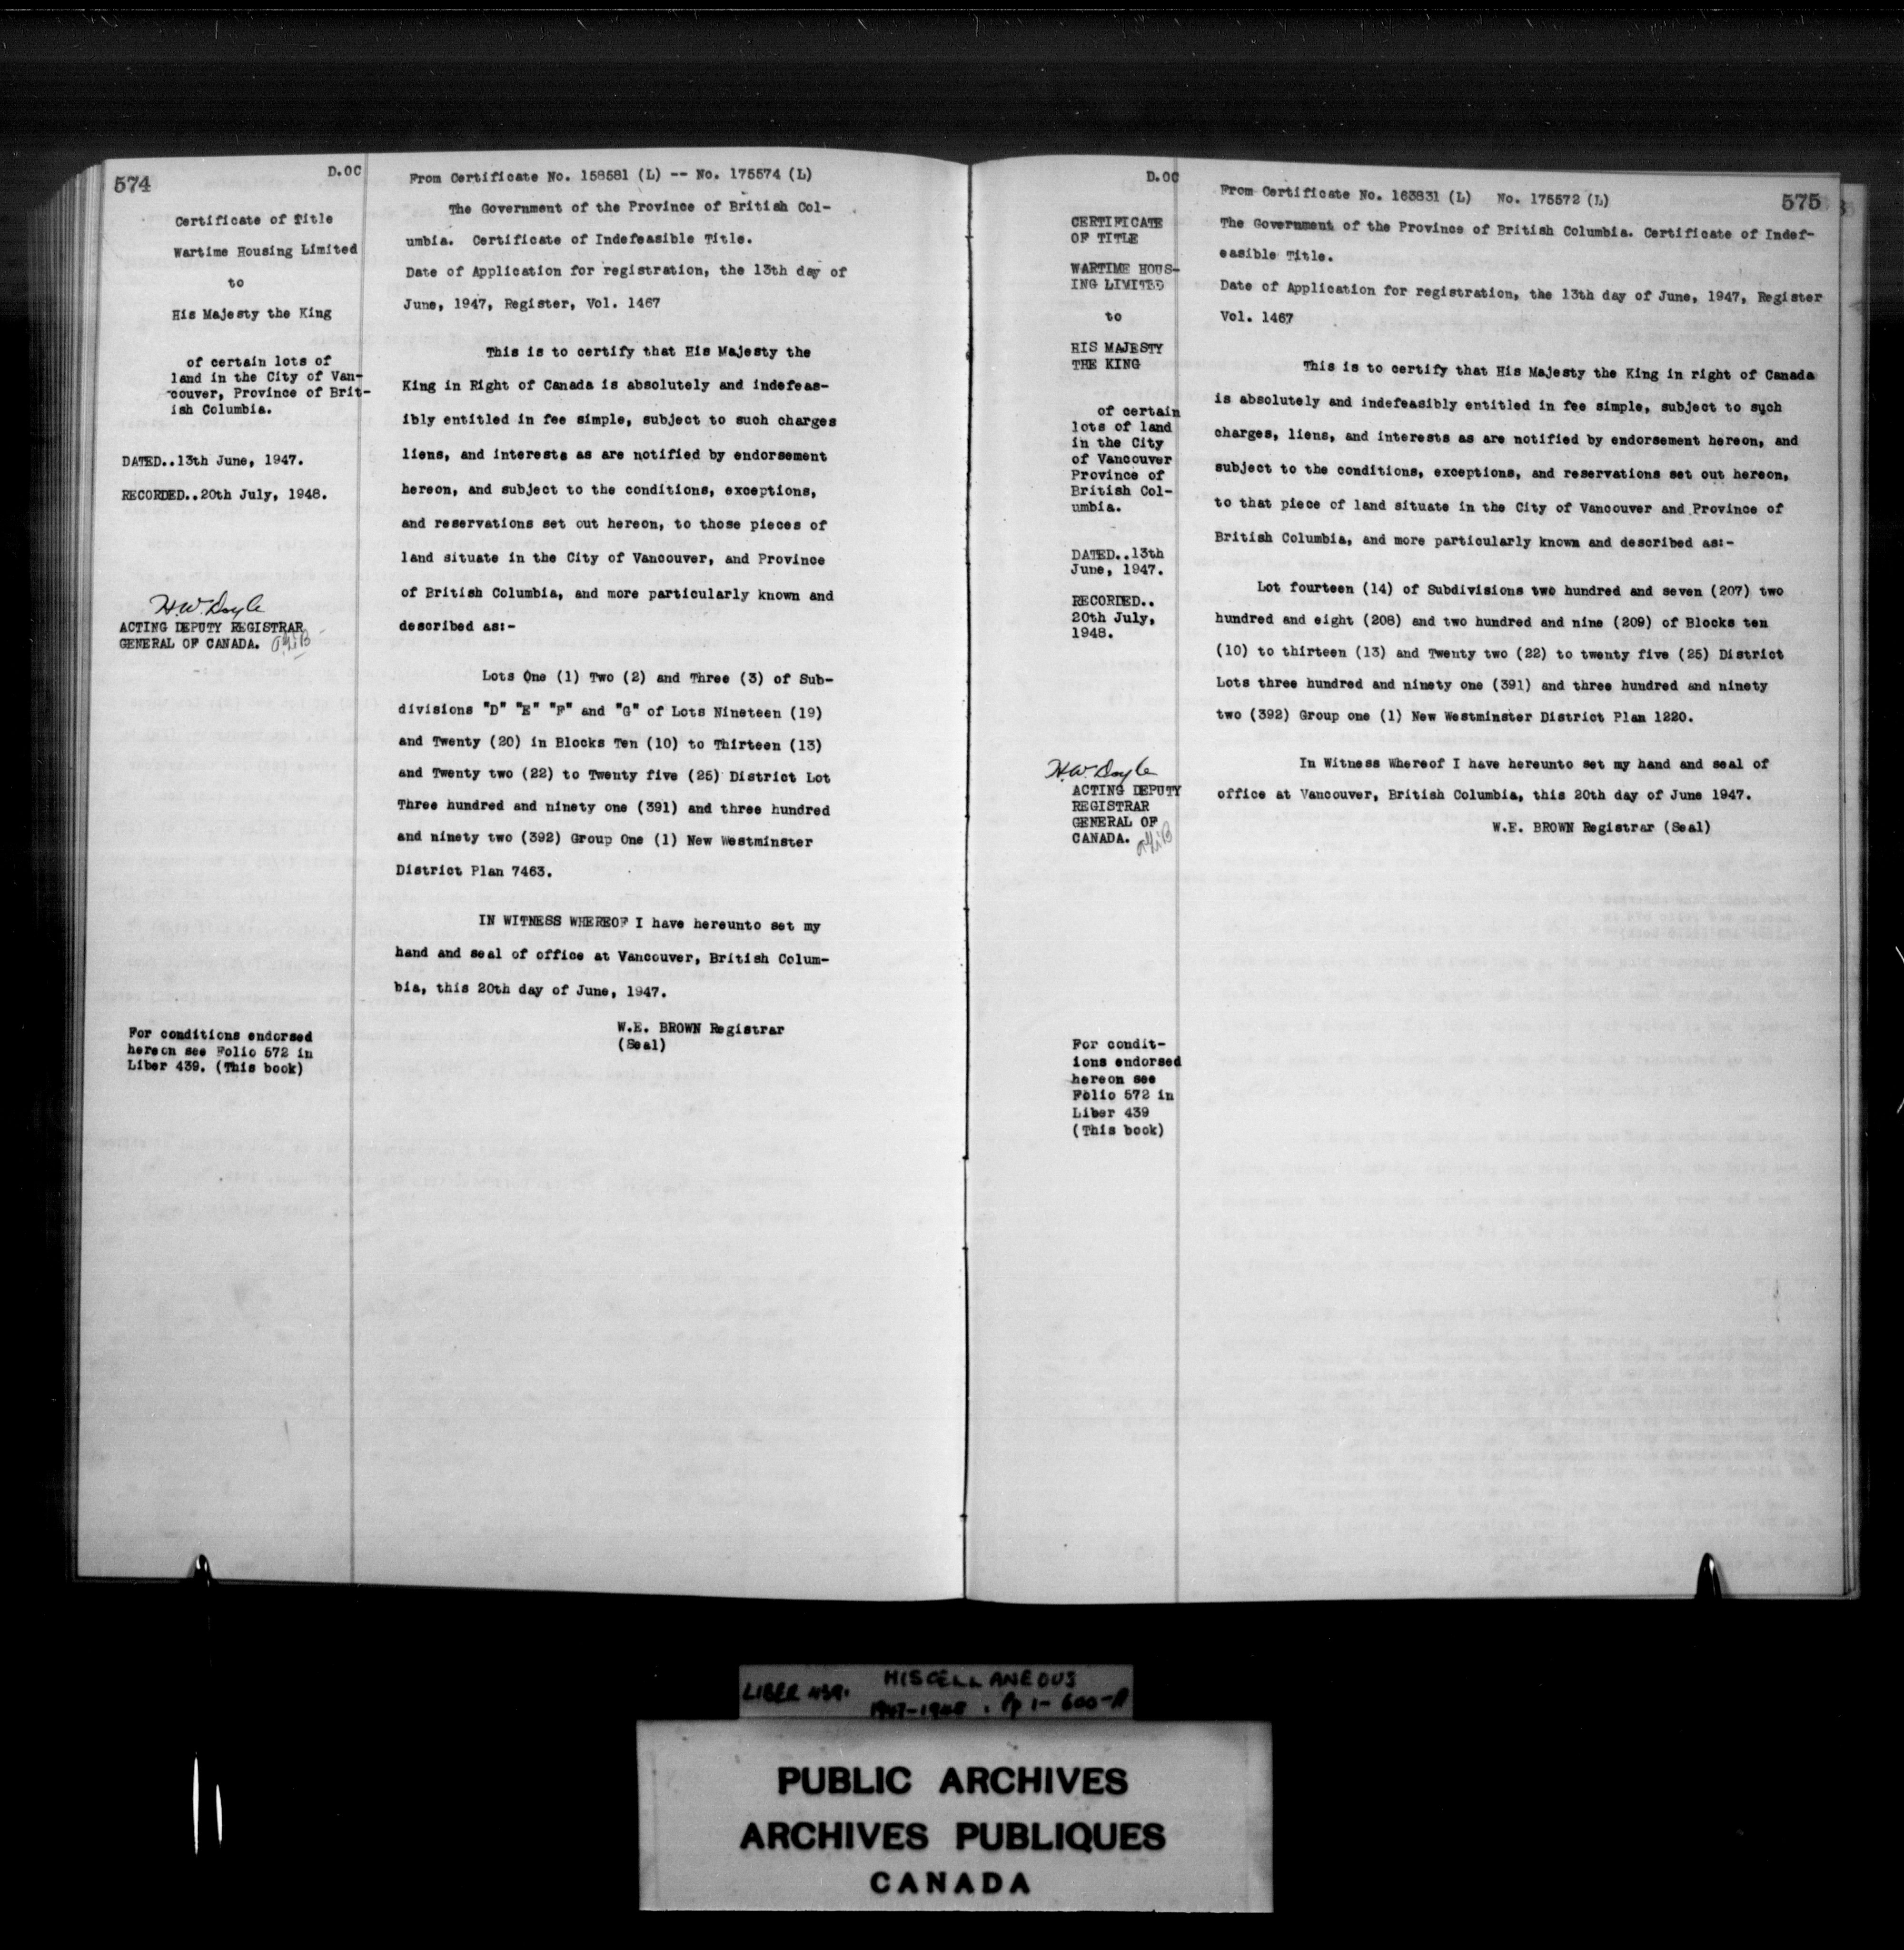 574
D.OC
Certificate of Title
Wartime Housing Limited
to
His Majesty the King
of certain lots of
land in the City of Van-
couver, Province of Brit-
ish Columbia.
DATED..13th June, 1947.
RECORDED..20th July, 1948.
H.W. Doyle
ACTING DEPUTY REGISTRAR
GENERAL OF CANADA.
For conditions endorsed
hereon see Folio 572 in
Liber 439. (This book)
From Certificate No. 158581 (L) -- No. 175574 (L)
The Government of the Province of British Col-
umbia. Certificate of Indefeasible Title.
Date of Application for registration, the 13th day of
June, 1947, Register, Vol. 1467
This is to certify that His Majesty the
King in Right of Canada is absolutely and indefeas-
ibly entitled in fee simple, subject to such charges
liens, and interests as are notified by endorsement
hereon, and subject to the conditions, exceptions,
and reservations set out hereon, to those pieces of
land situate in the City of Vancouver, and Province
of British Columbia, and more particularly known and
described as:-
Lots One (1) Two (2) and Three (3) of Sub-
divisions "D" "E" "F" and "G" of Lots Nineteen (19)
and Twenty (20) in Blocks Ten (10) to Thirteen (13)
and Twenty two (22) to Twenty five (25) District Lot
Three hundred and ninety one (391) and three hundred
and ninety two (392) Group One (1) New Westminster
District Plan 7463.
IN WITNESS WHEREOF I have hereunto set my
hand and seal of office at Vancouver, British Colum-
bia, this 20th day of June, 1947.
W.E. BROWN Registrar
(Seal)
D.OC
575
CERTIFICATE
OF TITLE
WARTIME HOUS-
ING LIMITED
to
HIS MAJESTY
THE KING
of certain
lots of land
in the City
of Vancouver
Province of
British Col-
umbia.
DATED..13th
June, 1947.
RECORDED..
20th July,
1948.
H.W. Doyle
ACTING DEPUTY
REGISTRAR
GENERAL OF
CANADA.
For condit-
ions endorsed
hereon see
Folio 572 in
Liber 439
(This book)
From Certificate No. 163831 (L) No. 175572 (L)
The Government of the Province of British Columbia. Certificate of Indef-
easible Title.
Date of Application for registration, the 13th day of June, 1947, Register
Vol. 1467
This is to certify that His Majesty the King in right of Canada
is absolutely and indefeasibly entitled in fee simple, subject to such
charges, liens, and interests as are notified by endorsement hereon, and
subject to the conditions, exceptions, and reservations set out hereon,
to that piece of land situate in the City of Vancouver and Province of
British Columbia, and more particularly known and described as:-
Lot fourteen (14) of Subdivisions two hundred and seven (207) two
hundred and eight (208) and two hundred and nine (209) of Blocks ten
(10) to thirteen (13) and Twenty two (22) to twenty five (25) District
Lots three hundred and ninety one (391) and three hundred and ninety
two (392) Group one (1) New Westminster District Plan 1220.
In Witness Whereof I have hereunto set my hand and seal of
office at Vancouver, British Columbia, this 20th day of June 1947.
W.E. BROWN Registrar (Seal)
LIBER 439. MISCELLANEOUS
1947-1948. Pp 1-600-A
PUBLIC ARCHIVES
ARCHIVES PUBLIQUES
CANADA